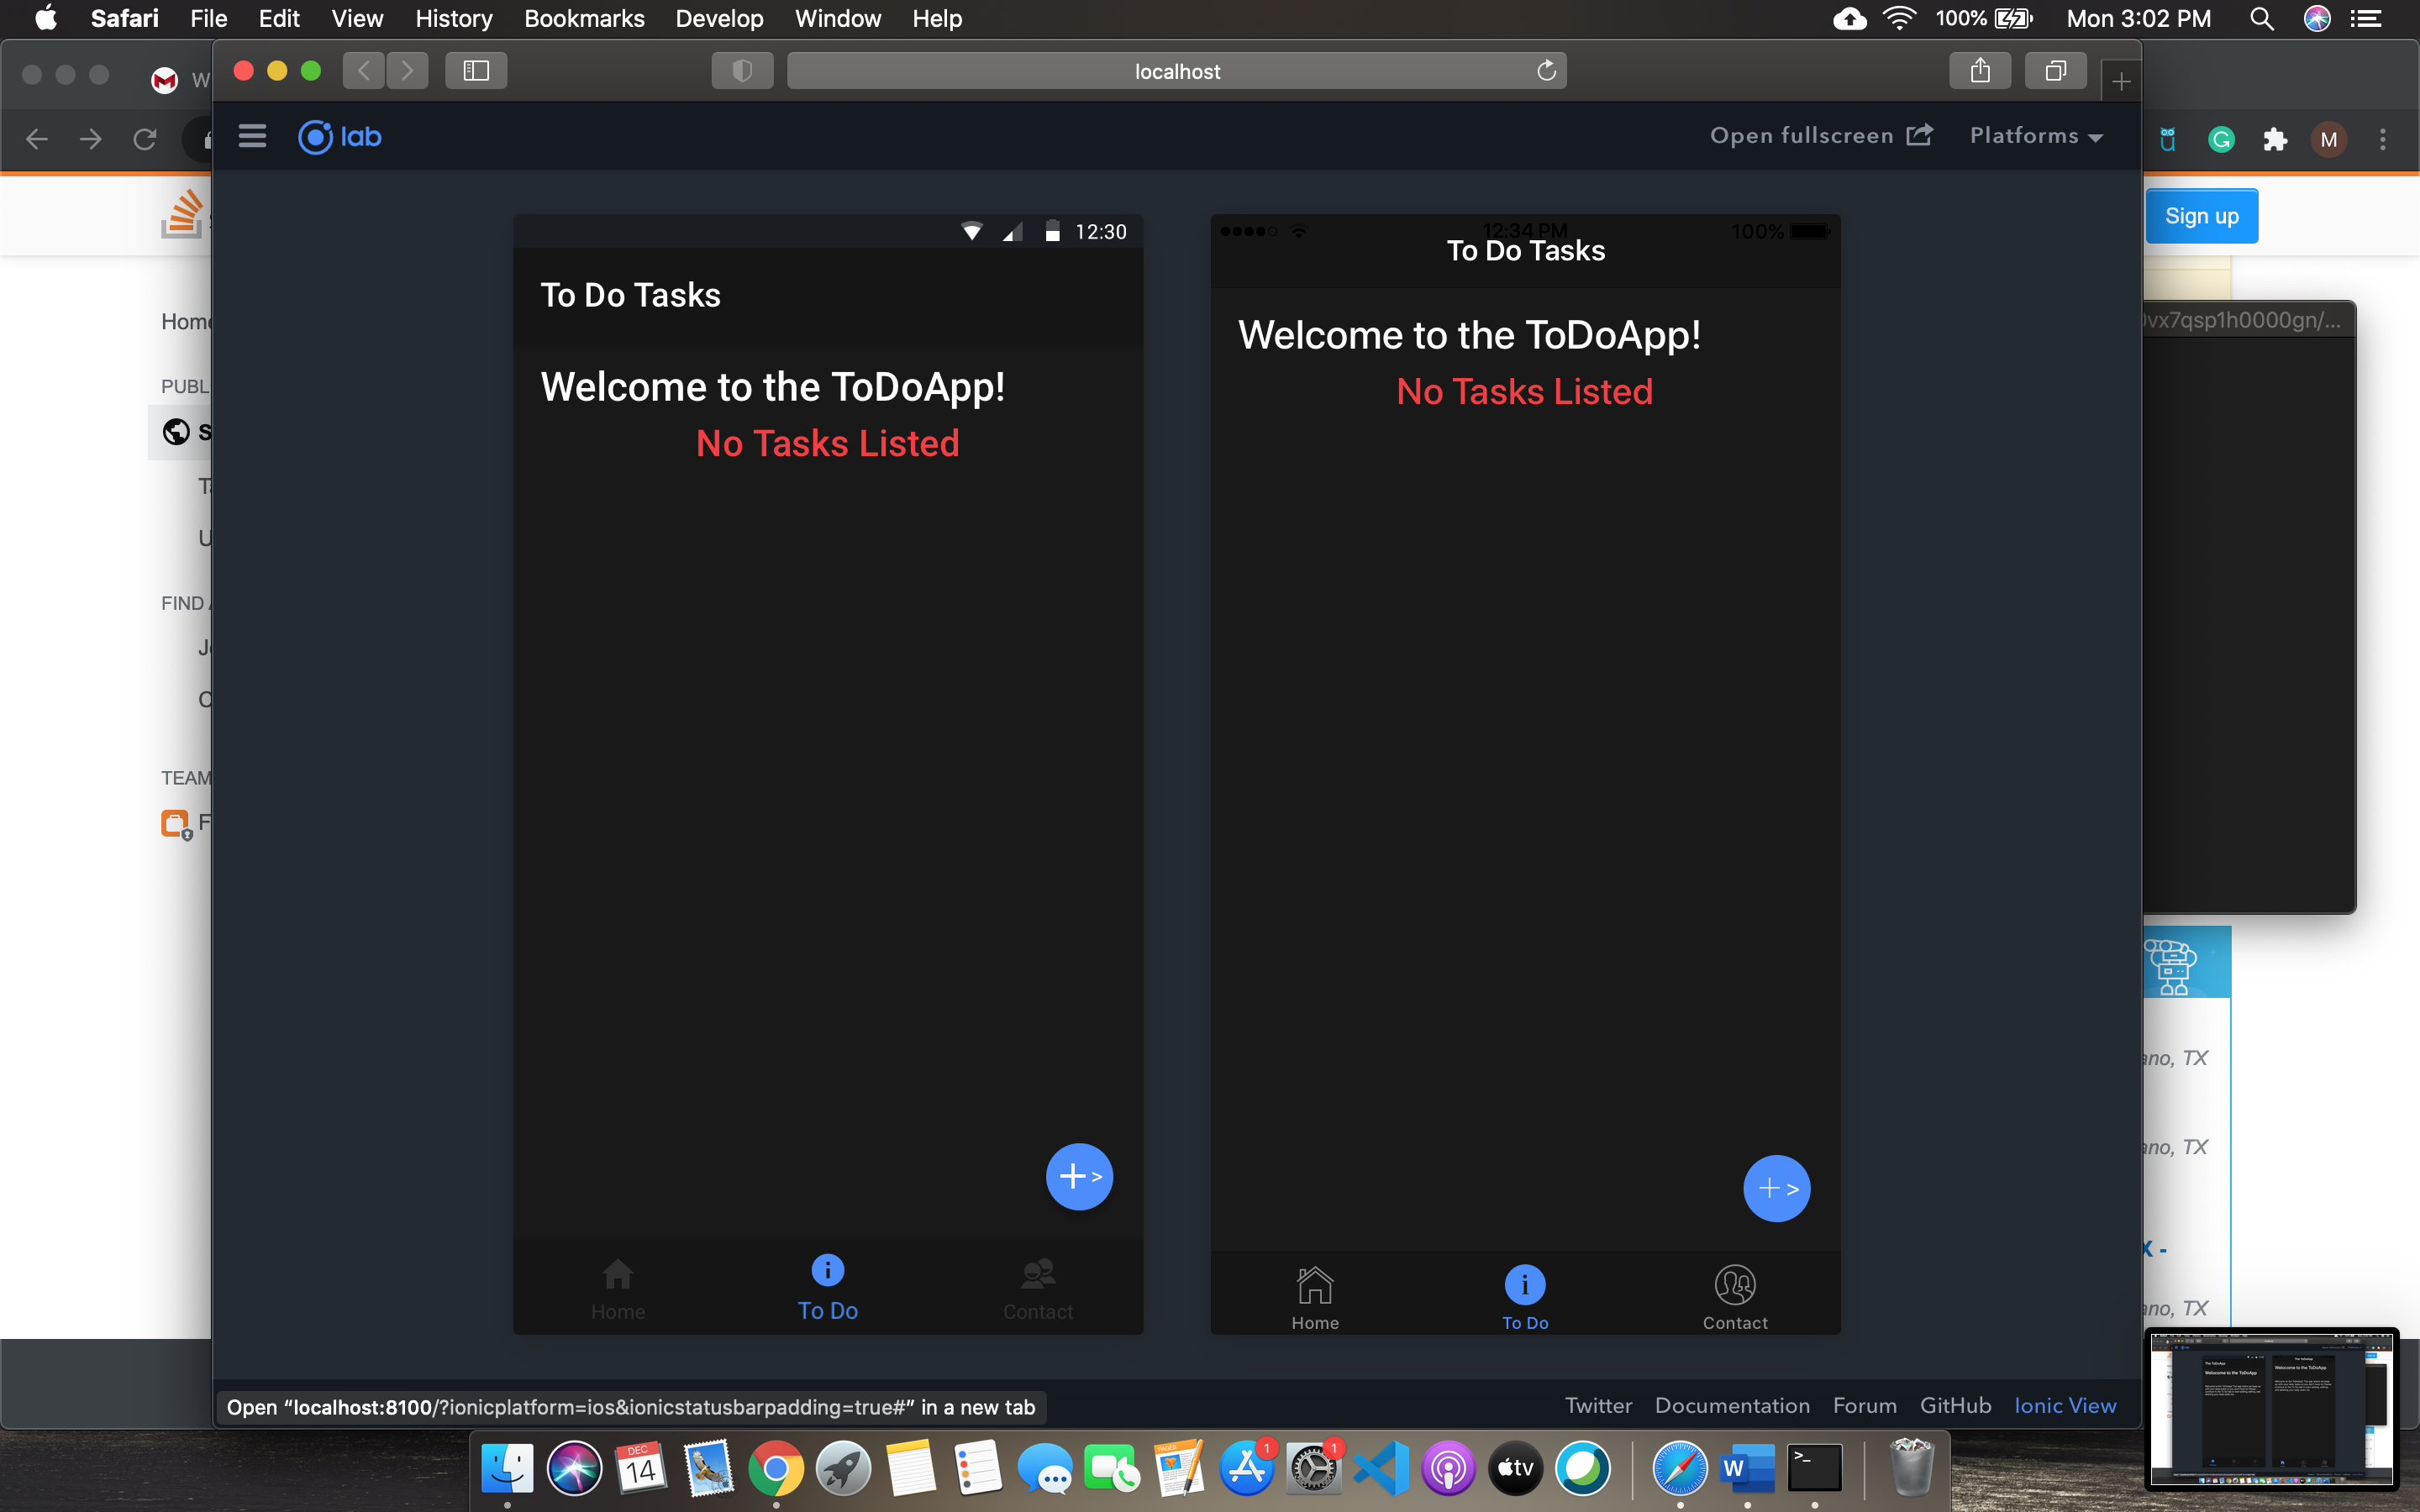 Safari File Edit View History Bookmarks Develop Window Help 100% Mon 3:02 PM
localhost
lab
Open fullscreen Platforms
M
Sign up
12:30
To Do Tasks
Welcome to the ToDoApp!
No Tasks Listed
+ >
Home To Do Contact
12:34 PM 100%
To Do Tasks
Welcome to the ToDoApp!
No Tasks Listed
+ >
Home To Do Contact
Home
PUBL
FIND
TEAM
F
vx7qsp1h0000gn/...
ano, TX
ano, TX
X -
ano, TX
Open “localhost:8100/?ionicplatform=ios&ionicstatusbarpadding=true#” in a new tab
Twitter Documentation Forum GitHub Ionic View
DEC
14
PAGES
1
1
tv
W
>_